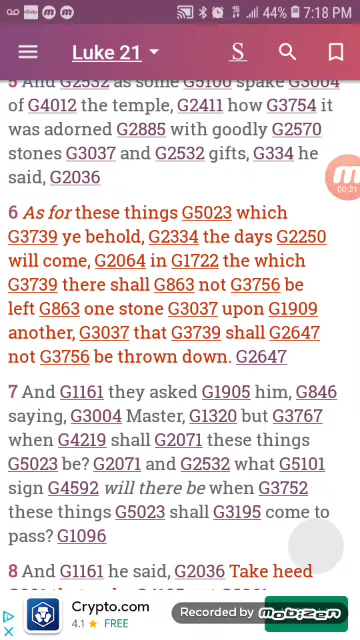 44% 7:18 PM
Luke 21 S
5 And G2532 as some G5100 spake G3004
of G4012 the temple, G2411 how G3754 it
was adorned G2885 with goodly G2570
stones G3037 and G2532 gifts, G334 he
said, G2036
00:31
6 As for these things G5023 which
G3739 ye behold, G2334 the days G2250
will come, G2064 in G1722 the which
G3739 there shall G863 not G3756 be
left G863 one stone G3037 upon G1909
another, G3037 that G3739 shall G2647
not G3756 be thrown down. G2647
7 And G1161 they asked G1905 him, G846
saying, G3004 Master, G1320 but G3767
when G4219 shall G2071 these things
G5023 be? G2071 and G2532 what G5101
sign G4592 will there be when G3752
these things G5023 shall G3195 come to
pass? G1096
8 And G1161 he said, G2036 Take heed
Crypto.com
4.1 ★ FREE
Recorded by mobizen